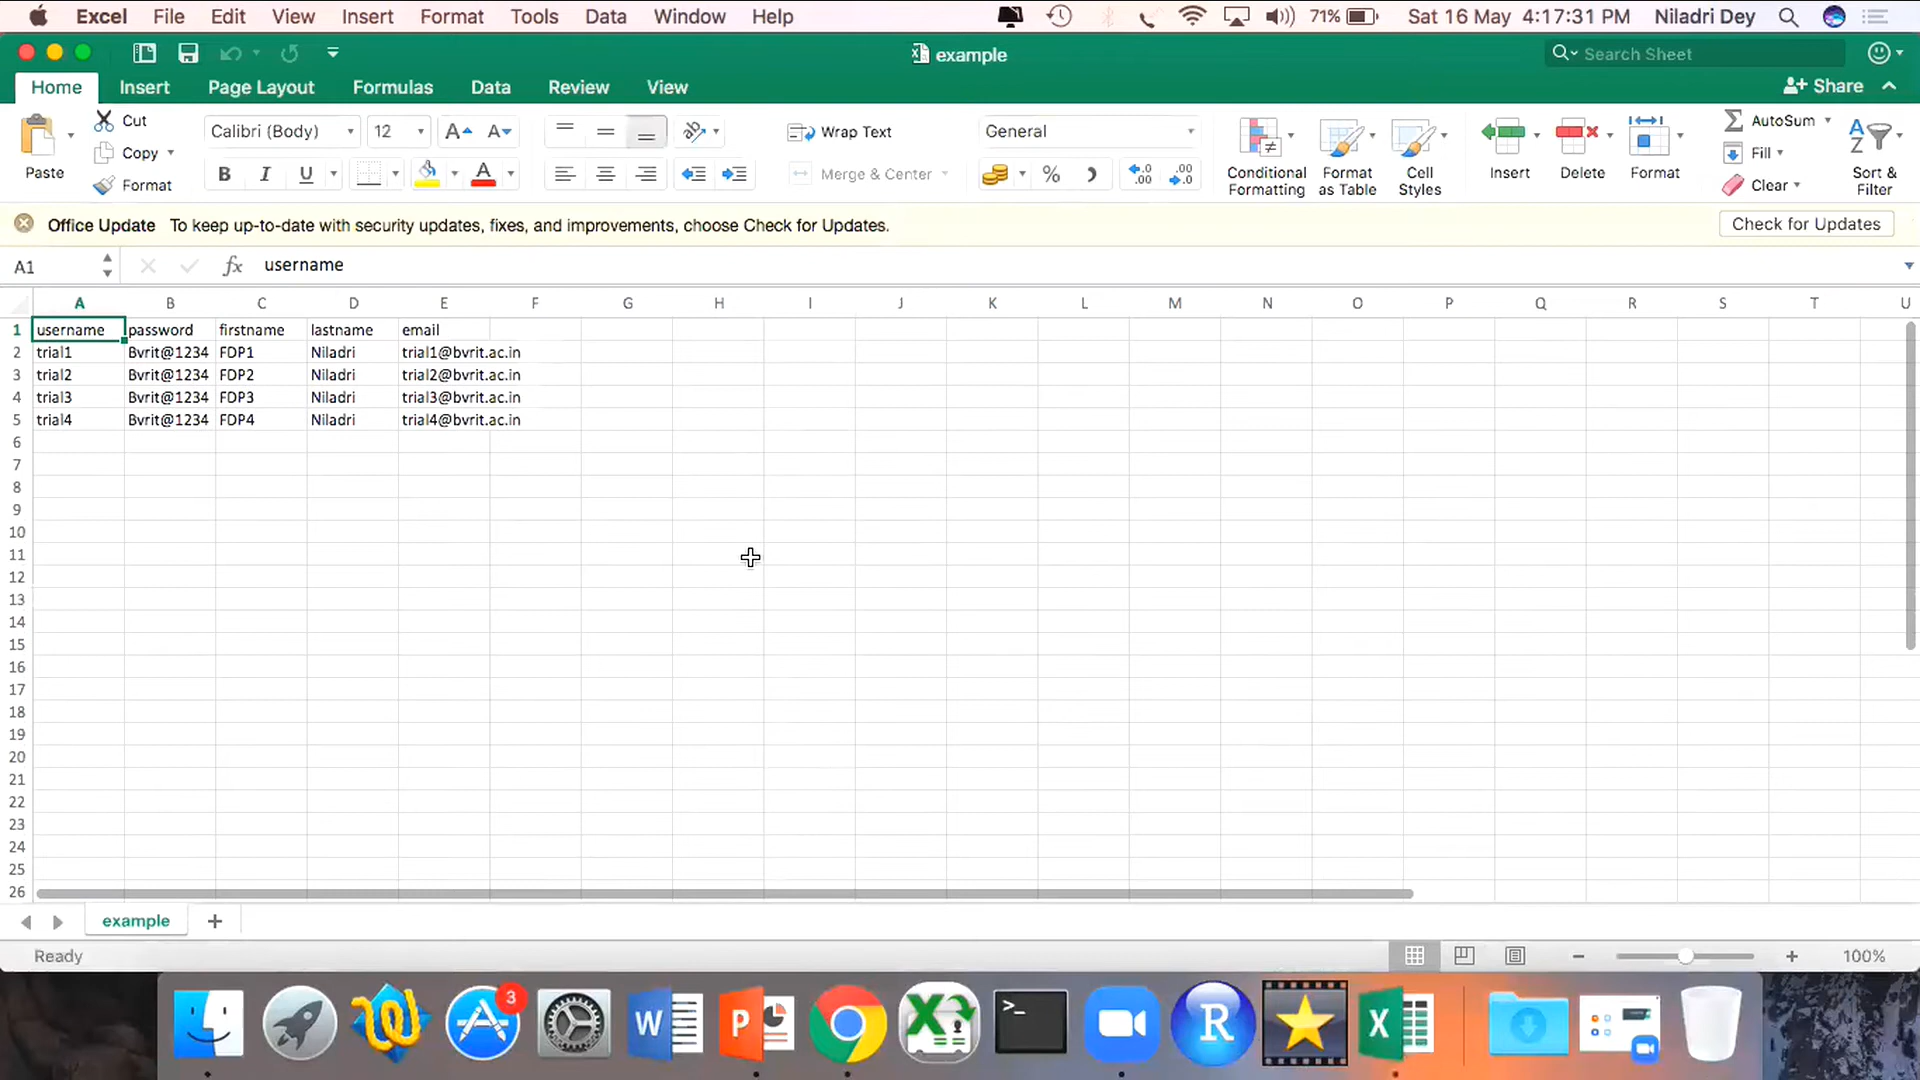 Excel File Edit View Insert Format Tools Data Window Help 71% Sat 16 May 4:17:31 PM Niladri Dey
example Search Sheet
Home Insert Page Layout Formulas Data Review View Share
Paste Cut Copy Format Calibri (Body) 12 Wrap Text Merge & Center General Conditional Formatting Format as Table Cell Styles Insert Delete Format AutoSum Fill Clear Sort & Filter
Office Update To keep up-to-date with security updates, fixes, and improvements, choose Check for Updates. Check for Updates
A1 fx username
A B C D E F G H I J K L M N O P Q R S T U
1 username password firstname lastname email
2 trial1 Bvrit@1234 FDP1 Niladri trial1@bvrit.ac.in
3 trial2 Bvrit@1234 FDP2 Niladri trial2@bvrit.ac.in
4 trial3 Bvrit@1234 FDP3 Niladri trial3@bvrit.ac.in
5 trial4 Bvrit@1234 FDP4 Niladri trial4@bvrit.ac.in
6
7
8
9
10
11
12
13
14
15
16
17
18
19
20
21
22
23
24
25
26
example
Ready 100%
3 W P >_ R X